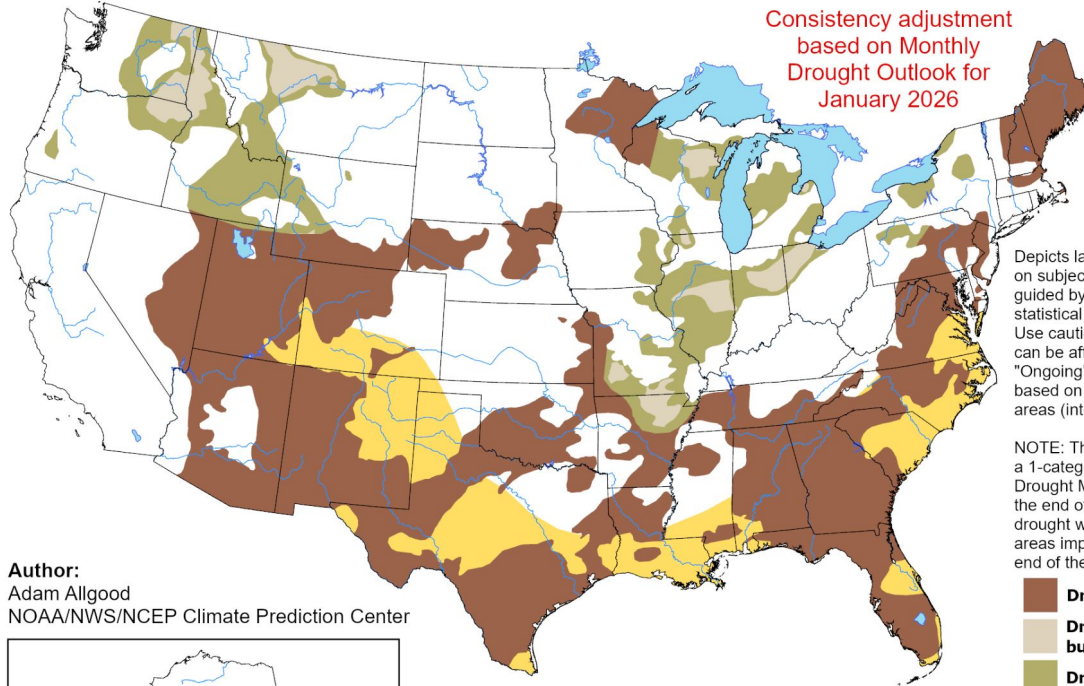 Consistency adjustment
based on Monthly
Drought Outlook for
January 2026
Depicts la
on subjec
guided by
statistical
Use cauti
can be aff
"Ongoing"
based on
areas (int
NOTE: Th
a 1-categ
Drought M
the end of
drought w
areas imp
end of the
Author:
Adam Allgood
NOAA/NWS/NCEP Climate Prediction Center
Dr
Dr
bu
Dr